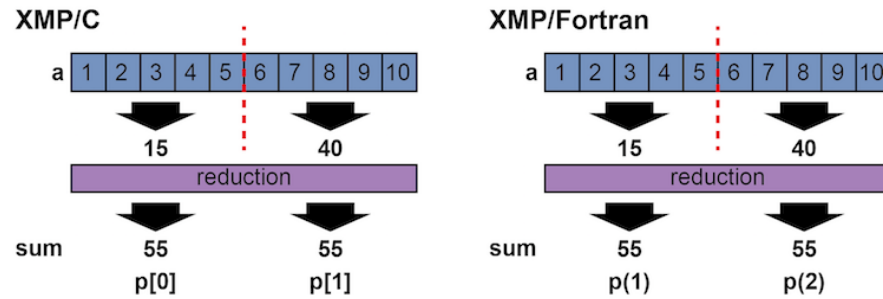 XMP/C
a 1 2 3 4 5 6 7 8 9 10
15 40
reduction
sum 55 55
p[0] p[1]
XMP/Fortran
a 1 2 3 4 5 6 7 8 9 10
15 40
reduction
sum 55 55
p(1) p(2)